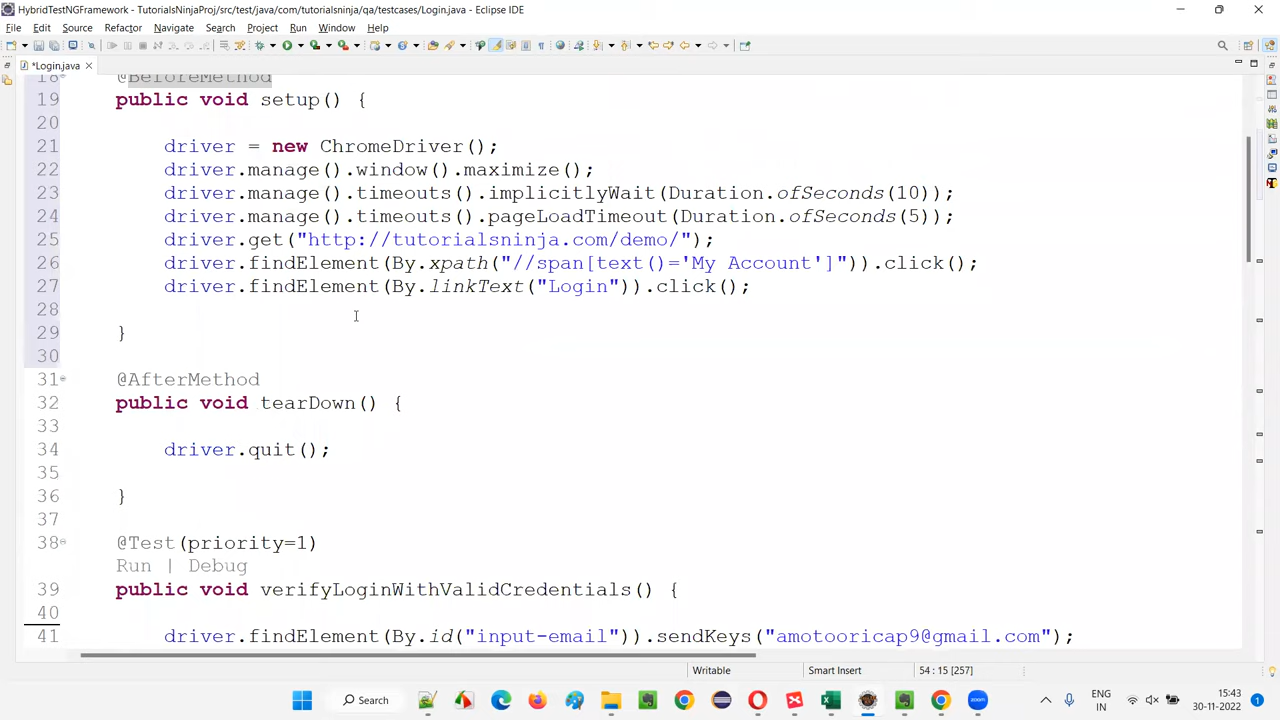 HybridTestNGFramework - TutorialsNinjaProj/src/test/java/com/tutorialsninja/qa/testcases/Login.java - Eclipse IDE
File Edit Source Refactor Navigate Search Project Run Window Help
*Login.java
18 @BeforeMethod
19 public void setup() {
20
21 driver = new ChromeDriver();
22 driver.manage().window().maximize();
23 driver.manage().timeouts().implicitlyWait(Duration.ofSeconds(10));
24 driver.manage().timeouts().pageLoadTimeout(Duration.ofSeconds(5));
25 driver.get("http://tutorialsninja.com/demo/");
26 driver.findElement(By.xpath("//span[text()='My Account']")).click();
27 driver.findElement(By.linkText("Login")).click();
28
29 }
30
31 @AfterMethod
32 public void tearDown() {
33
34 driver.quit();
35
36 }
37
38 @Test(priority=1)
Run | Debug
39 public void verifyLoginWithValidCredentials() {
40
41 driver.findElement(By.id("input-email")).sendKeys("amotooricap9@gmail.com");
Writable Smart Insert 54 : 15 [257]
Search
ENG IN
15:43
30-11-2022